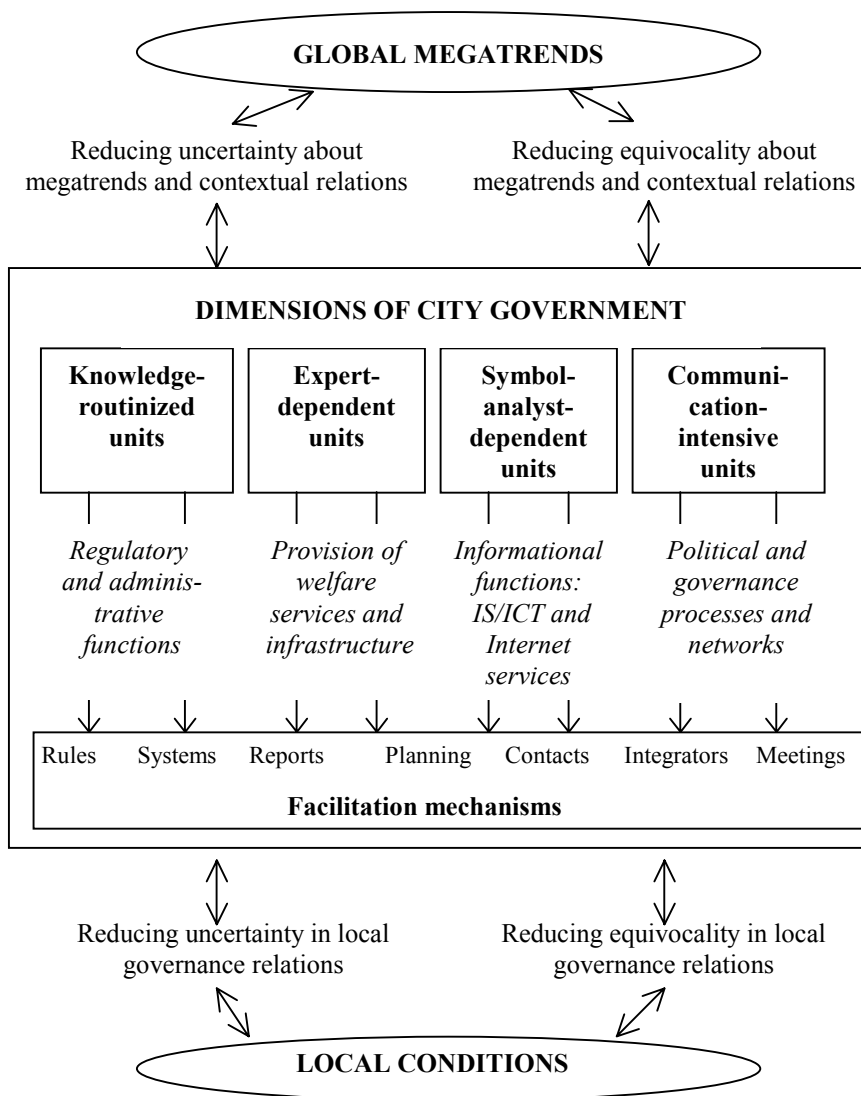 GLOBAL MEGATRENDS
Reducing uncertainty about
megatrends and contextual relations
Reducing equivocality about
megatrends and contextual relations
DIMENSIONS OF CITY GOVERNMENT
Knowledge-
routinized
units
Expert-
dependent
units
Symbol-
analyst-
dependent
units
Communi-
cation-
intensive
units
Regulatory
and adminis-
trative
functions
Provision of
welfare
services and
infrastructure
Informational
functions:
IS/ICT and
Internet
services
Political and
governance
processes and
networks
Rules Systems Reports Planning Contacts Integrators Meetings
Facilitation mechanisms
Reducing uncertainty in local
governance relations
Reducing equivocality in local
governance relations
LOCAL CONDITIONS